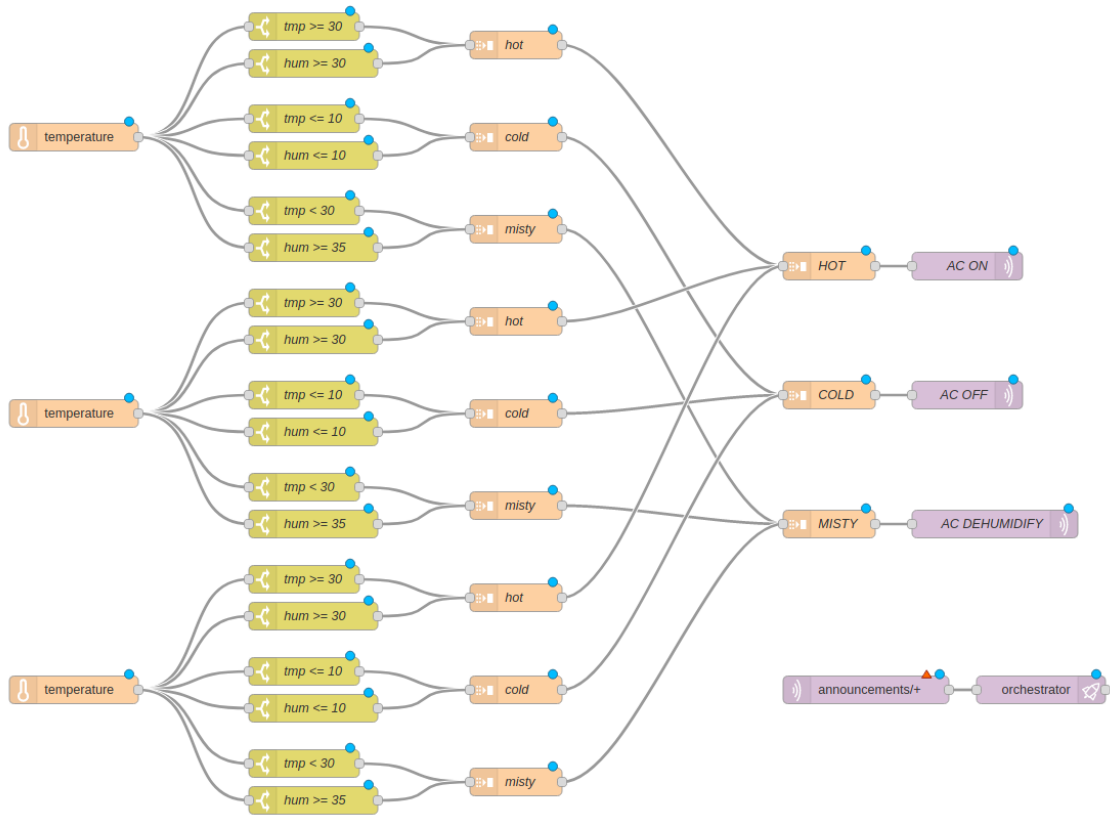 tmp >= 30
hum >= 30
hot
temperature
tmp <= 10
hum <= 10
cold
tmp < 30
hum >= 35
misty
tmp >= 30
hum >= 30
hot
temperature
tmp <= 10
hum <= 10
cold
tmp < 30
hum >= 35
misty
tmp >= 30
hum >= 30
hot
temperature
tmp <= 10
hum <= 10
cold
tmp < 30
hum >= 35
misty
HOT
AC ON
COLD
AC OFF
MISTY
AC DEHUMIDIFY
announcements/+
orchestrator